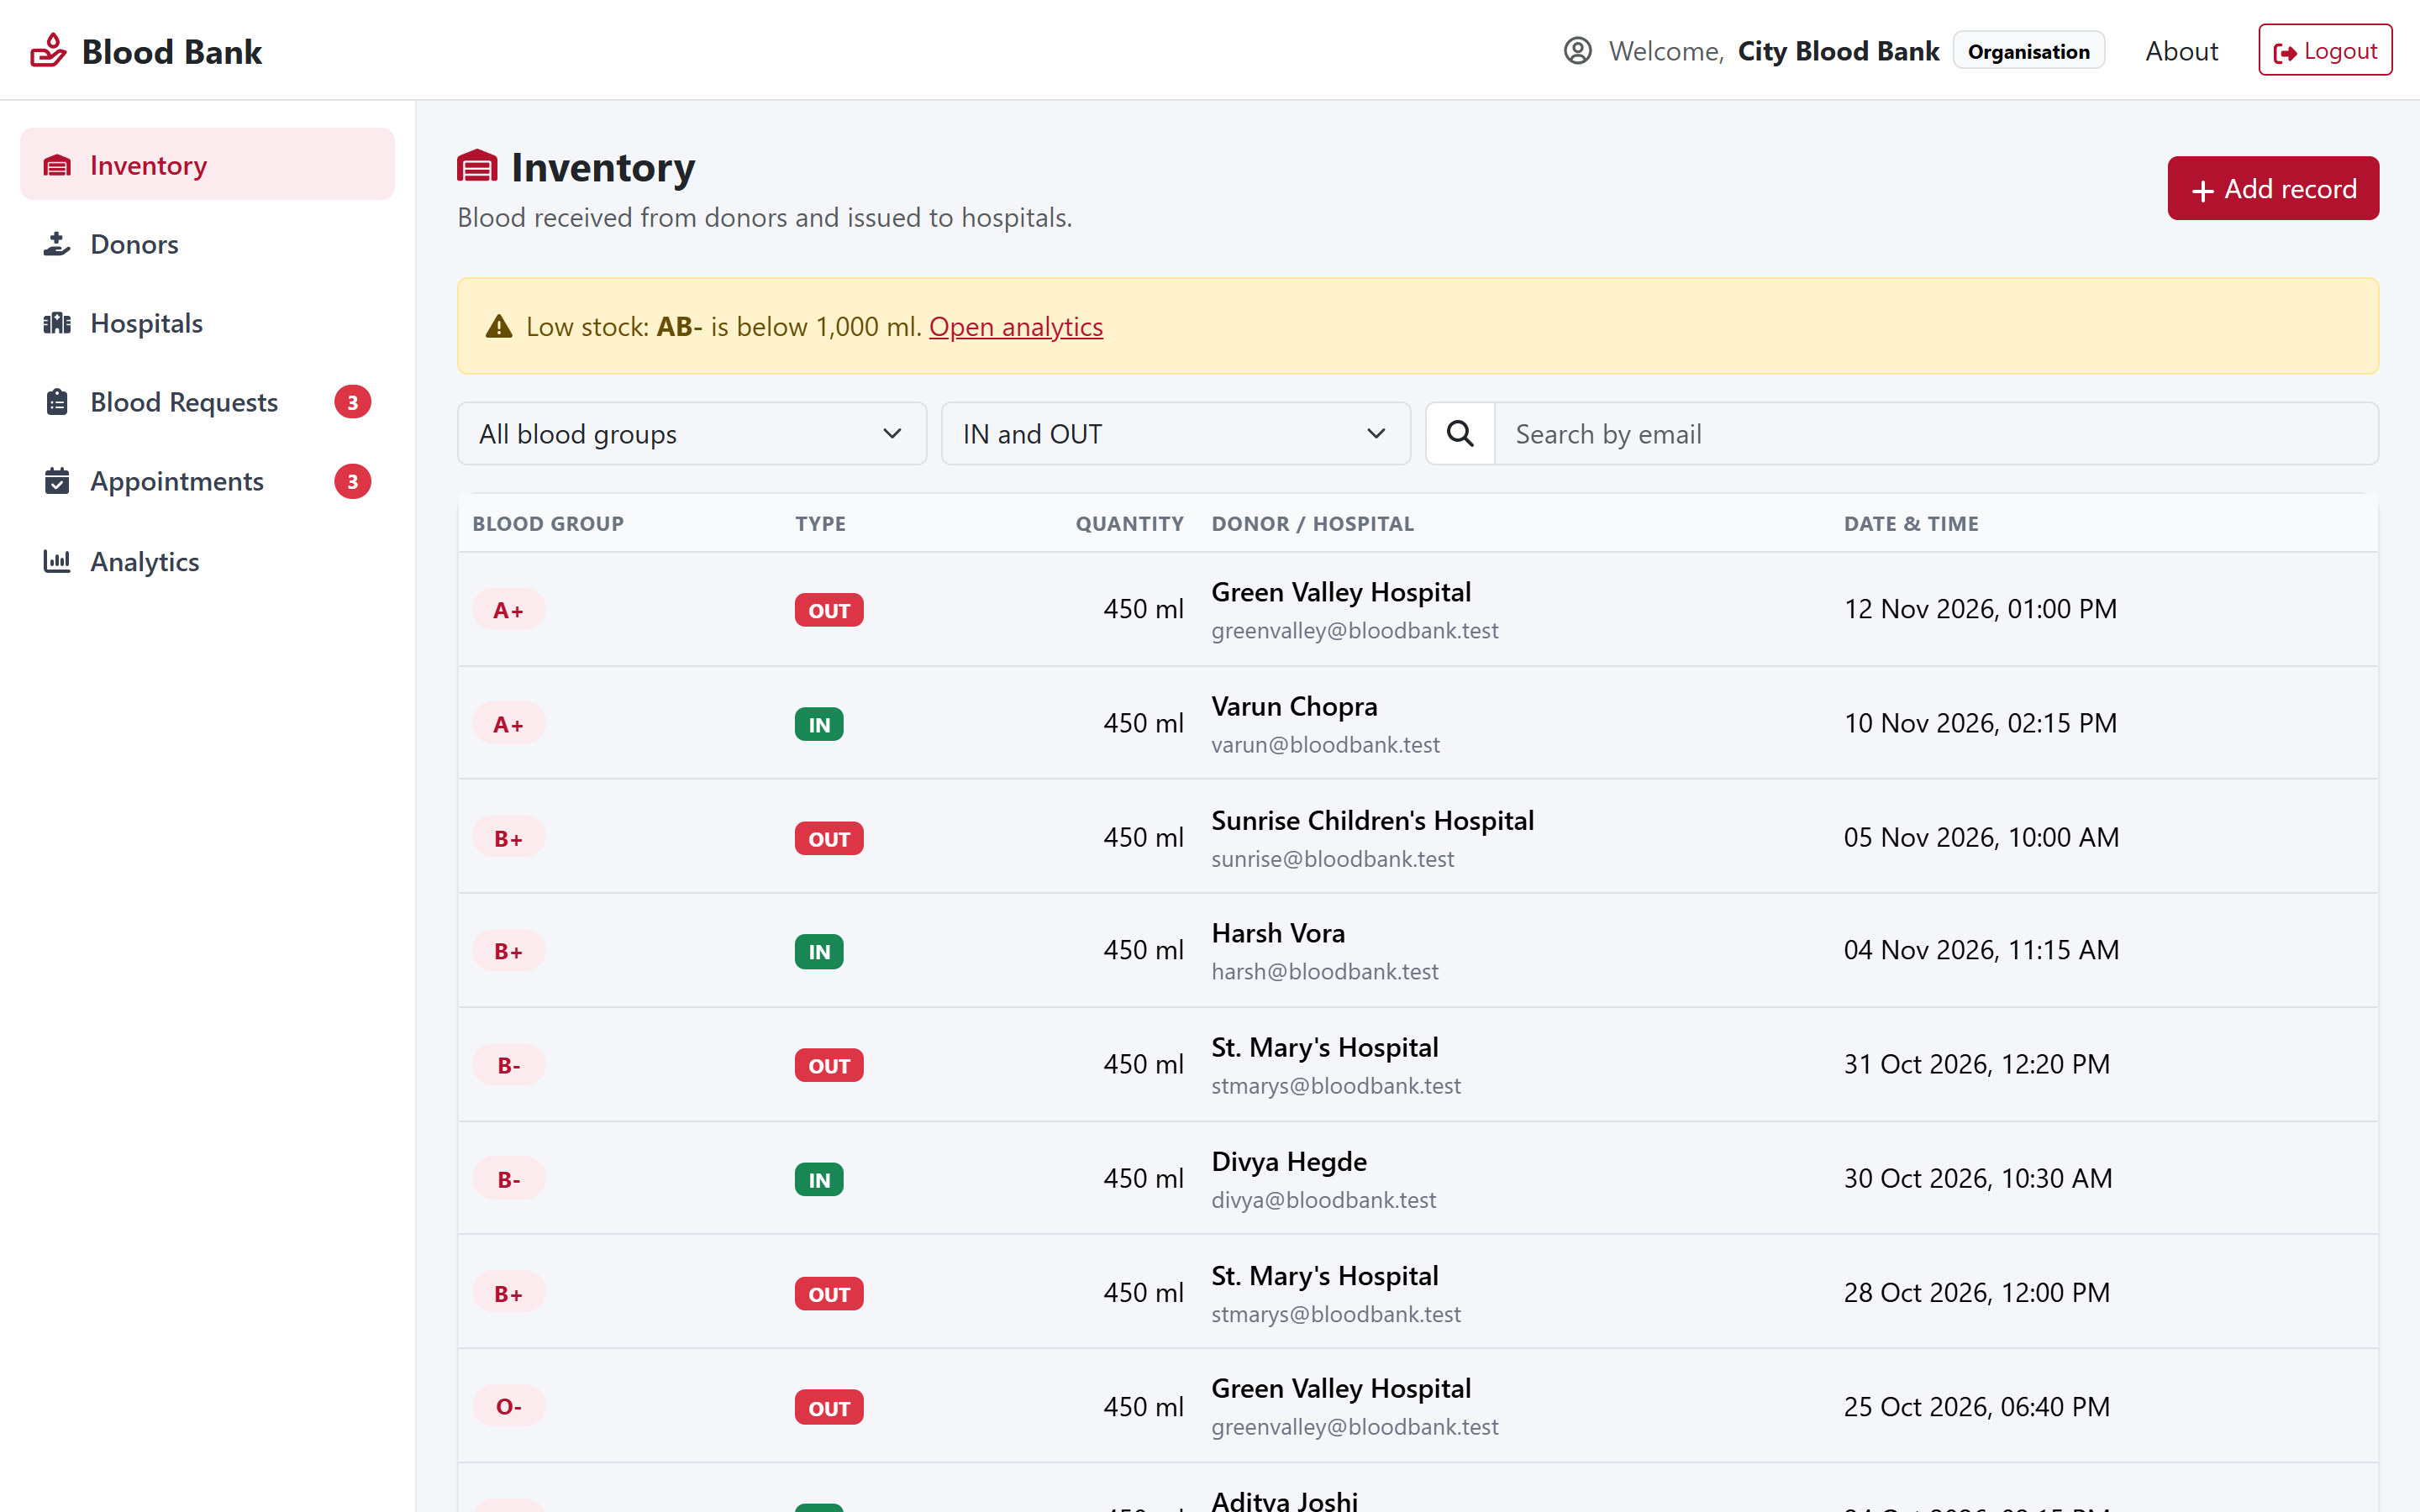 Blood Bank
Welcome, City Blood Bank Organisation About Logout
Inventory
Donors
Hospitals
Blood Requests 3
Appointments 3
Analytics
Inventory
Blood received from donors and issued to hospitals.
+ Add record
Low stock: AB- is below 1,000 ml. Open analytics
All blood groups IN and OUT Search by email
BLOOD GROUP TYPE QUANTITY DONOR / HOSPITAL DATE & TIME
A+ OUT 450 ml Green Valley Hospital 12 Nov 2026, 01:00 PM
greenvalley@bloodbank.test
A+ IN 450 ml Varun Chopra 10 Nov 2026, 02:15 PM
varun@bloodbank.test
B+ OUT 450 ml Sunrise Children's Hospital 05 Nov 2026, 10:00 AM
sunrise@bloodbank.test
B+ IN 450 ml Harsh Vora 04 Nov 2026, 11:15 AM
harsh@bloodbank.test
B- OUT 450 ml St. Mary's Hospital 31 Oct 2026, 12:20 PM
stmarys@bloodbank.test
B- IN 450 ml Divya Hegde 30 Oct 2026, 10:30 AM
divya@bloodbank.test
B+ OUT 450 ml St. Mary's Hospital 28 Oct 2026, 12:00 PM
stmarys@bloodbank.test
O- OUT 450 ml Green Valley Hospital 25 Oct 2026, 06:40 PM
greenvalley@bloodbank.test
Aditya Joshi